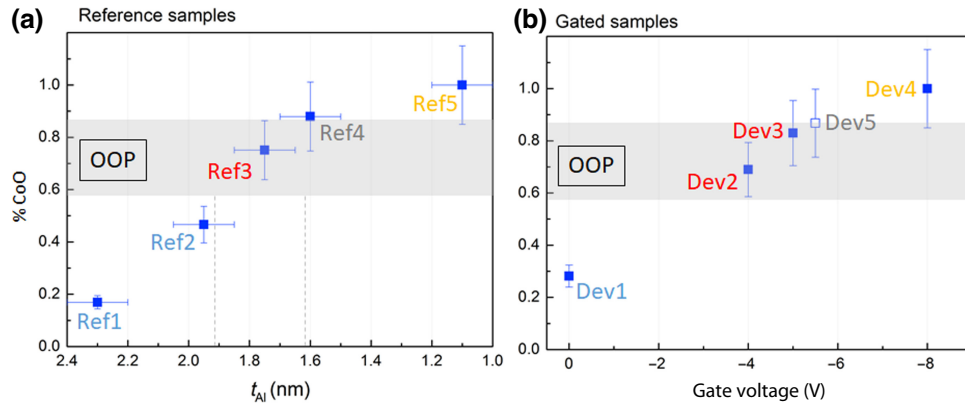 (a) Reference samples
% CoO
1.0
0.8
0.6
0.4
0.2
0.0
OOP
Ref1
Ref2
Ref3
Ref4
Ref5
2.4 2.2 2.0 1.8 1.6 1.4 1.2 1.0
tAl (nm)
(b) Gated samples
1.0
0.8
0.6
0.4
0.2
0.0
OOP
Dev1
Dev2
Dev3
Dev5
Dev4
0 −2 −4 −6 −8
Gate voltage (V)